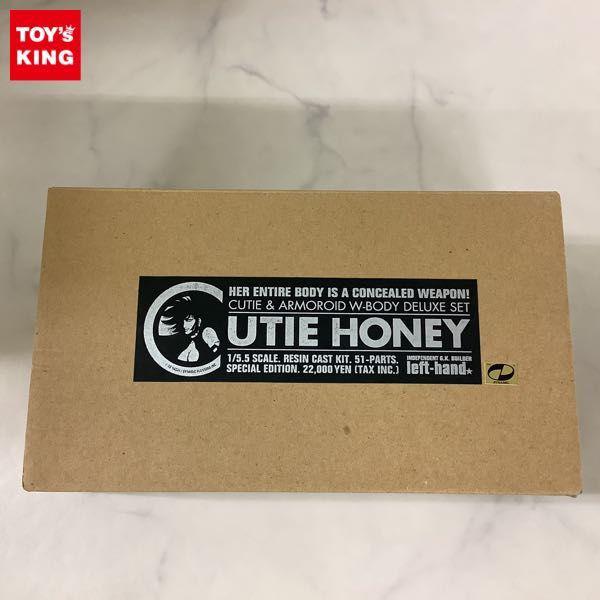 TOY'S
KING
HER ENTIRE BODY IS A CONCEALED WEAPON!
CUTIE & ARMOROID W-BODY DELUXE SET
CUTIE HONEY
1/5.5 SCALE. RESIN CAST KIT. 51-PARTS.
SPECIAL EDITION. 22,000 YEN (TAX INC.)
INDEPENDENT G.K. BUILDER
left-hand★